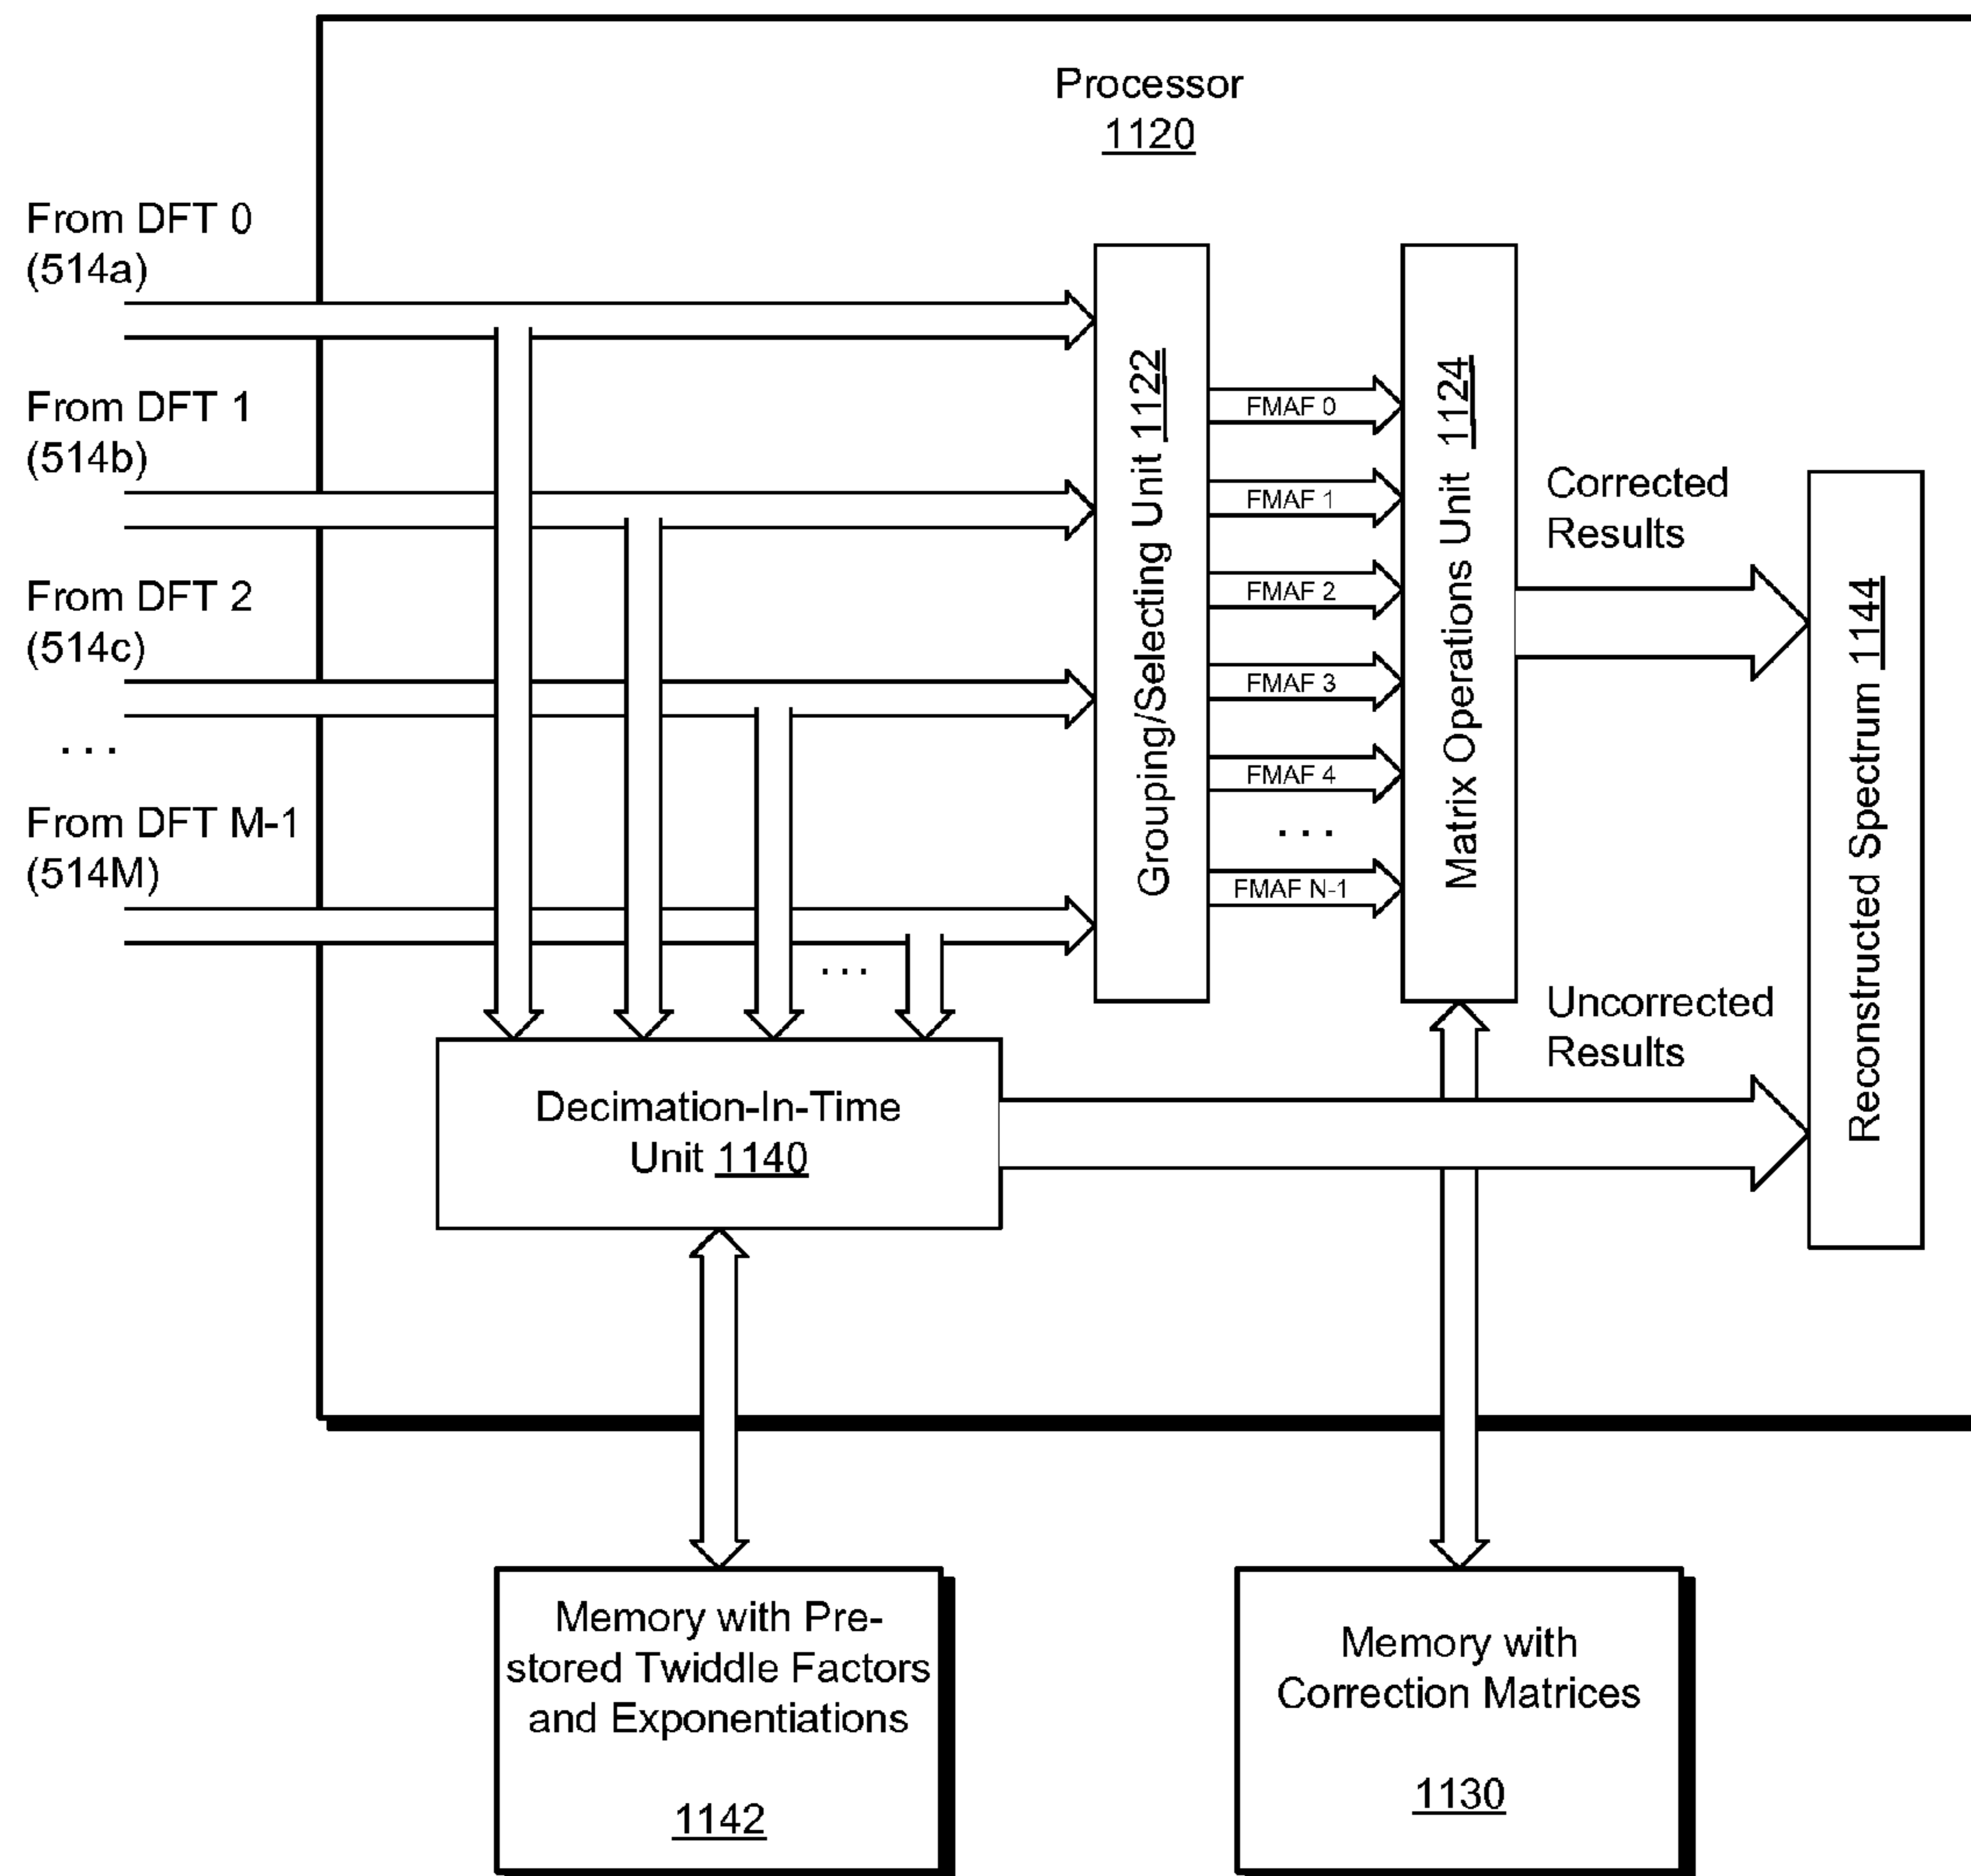 Processor
1120
From DFT 0
(514a)
From DFT 1
(514b)
From DFT 2
(514c)
. . .
From DFT M-1
(514M)
Grouping/Selecting Unit 1122
FMAF 0
FMAF 1
FMAF 2
FMAF 3
FMAF 4
. . .
FMAF N-1
Matrix Operations Unit 1124
Corrected
Results
Uncorrected
Results
Reconstructed Spectrum 1144
. . .
Decimation-In-Time
Unit 1140
Memory with Pre-
stored Twiddle Factors
and Exponentiations
1142
Memory with
Correction Matrices
1130